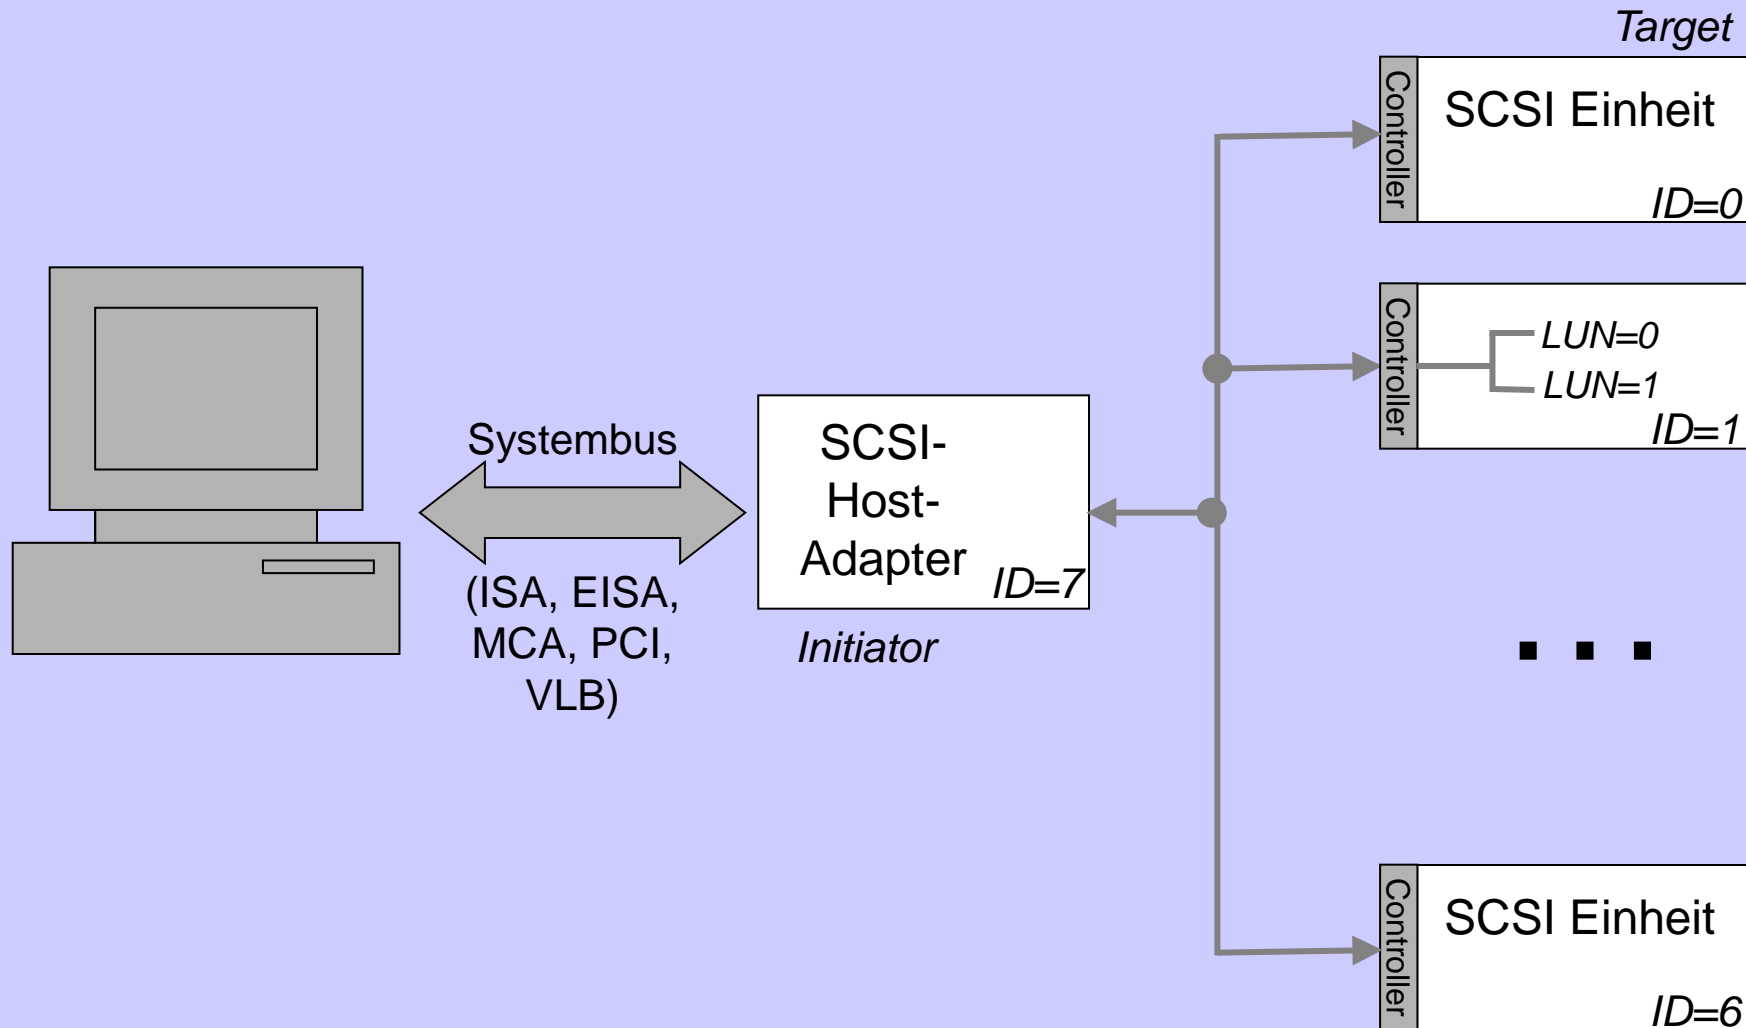 Target
Controller
SCSI Einheit
ID=0
Controller
LUN=0
LUN=1
ID=1
Systembus
(ISA, EISA,
MCA, PCI,
VLB)
SCSI-
Host-
Adapter
ID=7
Initiator
Controller
SCSI Einheit
ID=6